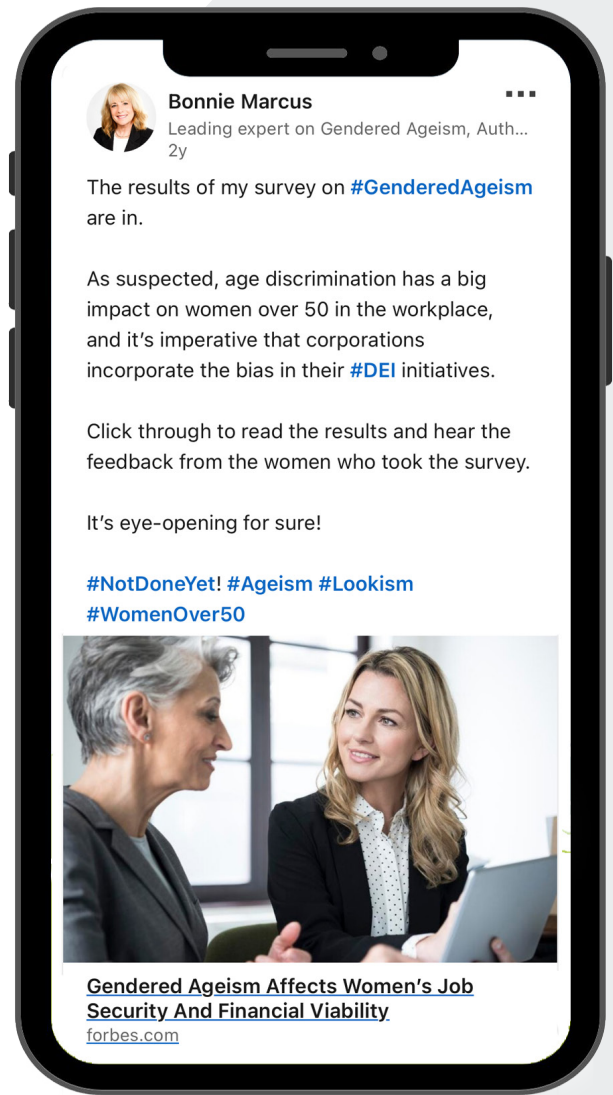 Bonnie Marcus
Leading expert on Gendered Ageism, Auth...
2y
The results of my survey on #GenderedAgeism
are in.
As suspected, age discrimination has a big
impact on women over 50 in the workplace,
and it’s imperative that corporations
incorporate the bias in their #DEI initiatives.
Click through to read the results and hear the
feedback from the women who took the survey.
It’s eye-opening for sure!
#NotDoneYet! #Ageism #Lookism
#WomenOver50
Gendered Ageism Affects Women’s Job
Security And Financial Viability
forbes.com